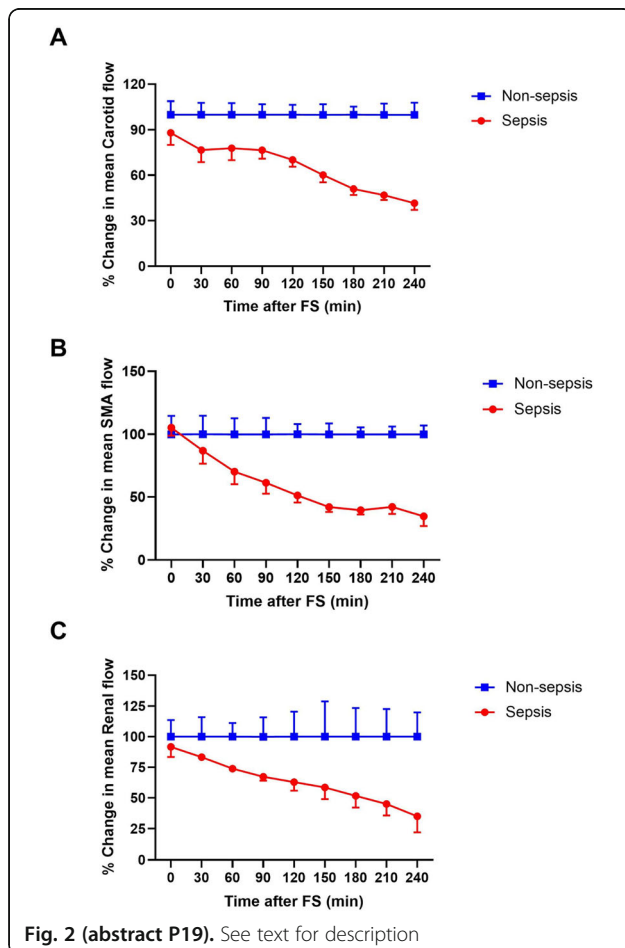 A
% Change in mean Carotid flow
120
90
60
30
0
0 30 60 90 120 150 180 210 240
Time after FS (min)
Non-sepsis
Sepsis
B
% Change in mean SMA flow
150
100
50
0
0 30 60 90 120 150 180 210 240
Time after FS (min)
Non-sepsis
Sepsis
C
% Change in mean Renal flow
150
125
100
75
50
25
0
0 30 60 90 120 150 180 210 240
Time after FS (min)
Non-sepsis
Sepsis
Fig. 2 (abstract P19). See text for description